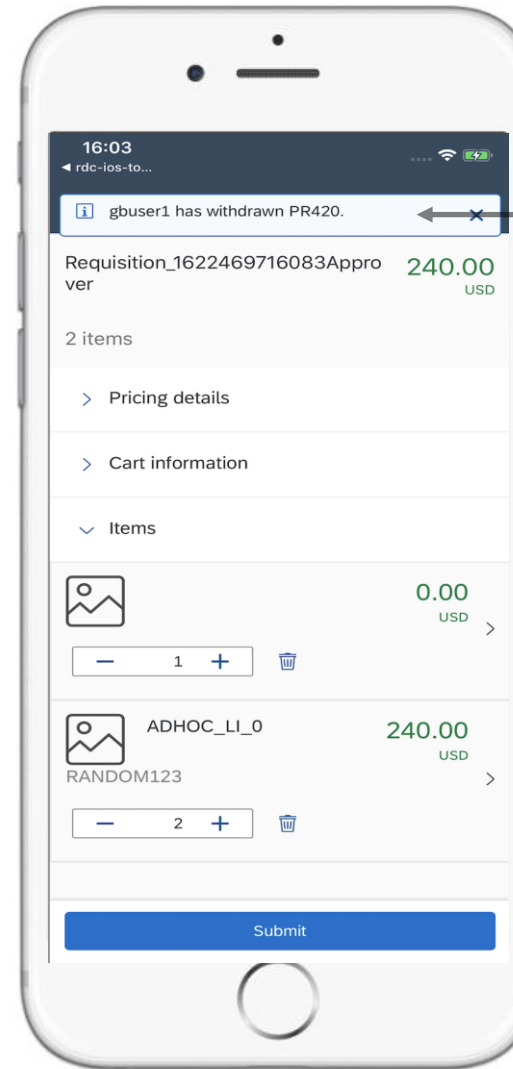 16:03
◀ rdc-ios-to...
gbuser1 has withdrawn PR420.
Requisition_1622469716083Appro
ver
240.00
USD
2 items
Pricing details
Cart information
Items
0.00
USD
1
ADHOC_LI_0
240.00
USD
RANDOM123
2
Submit